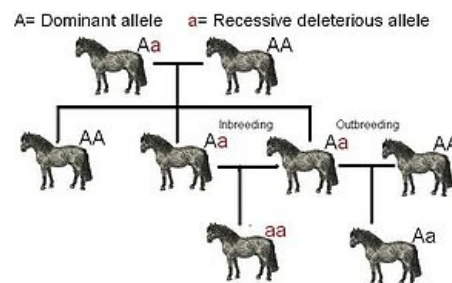 A= Dominant allele a= Recessive deleterious allele
Aa AA
Inbreeding Outbreeding
AA Aa Aa AA
aa Aa